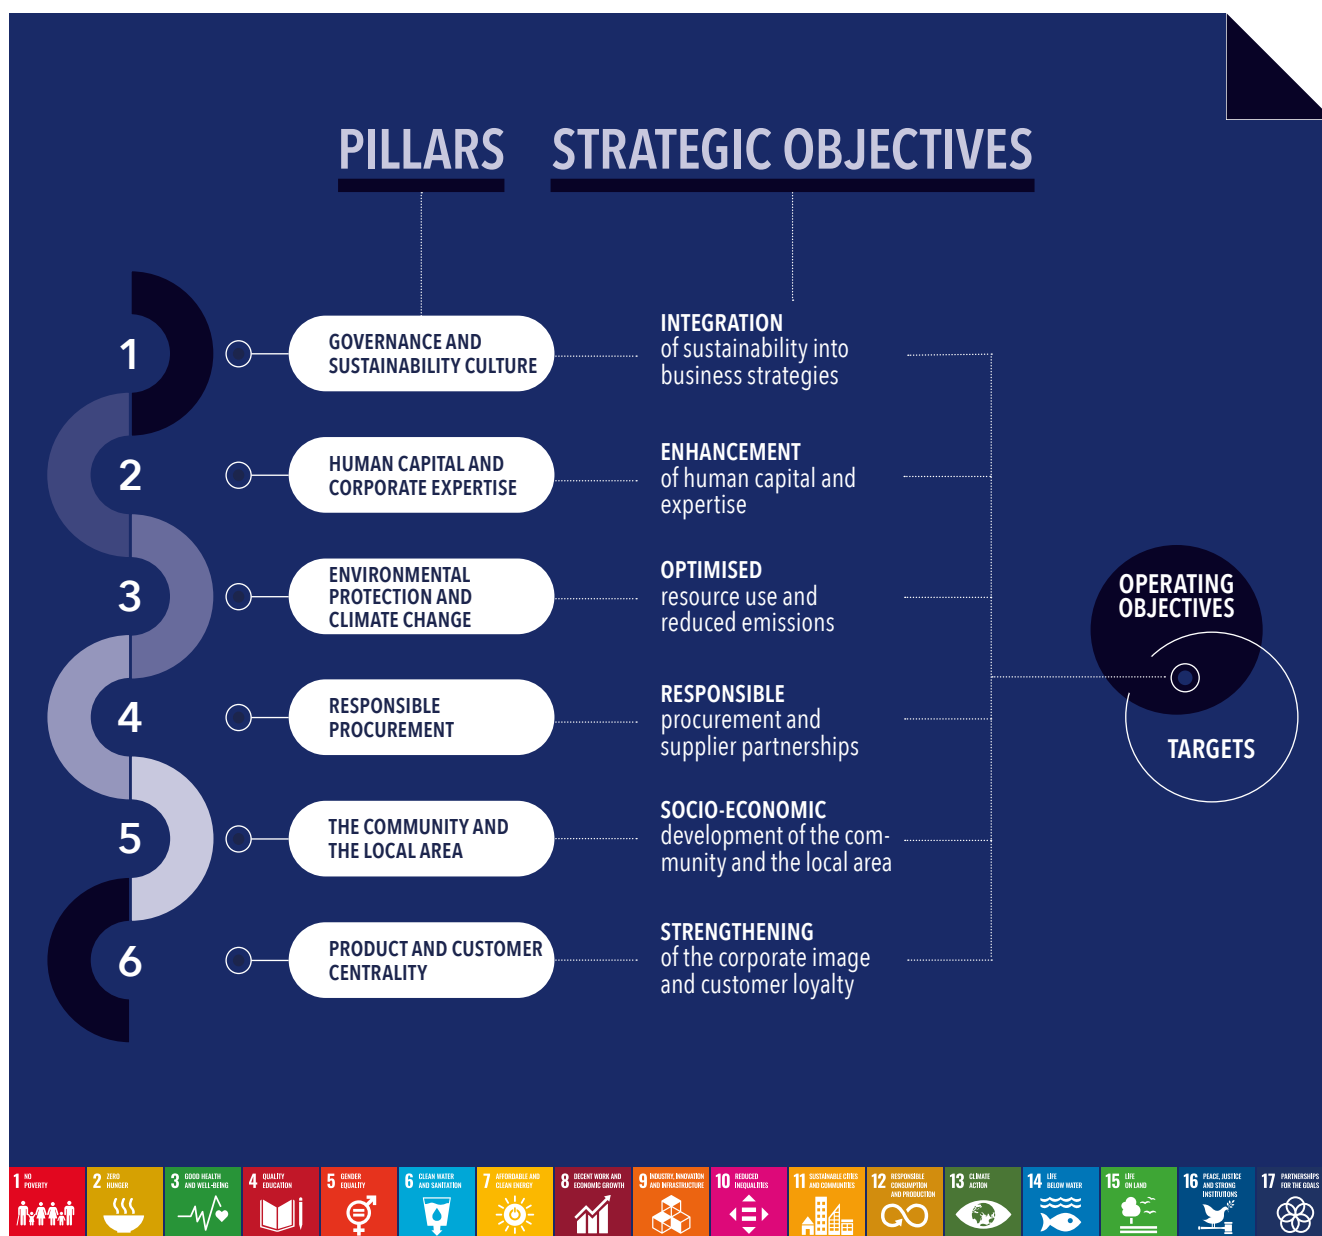 PILLARS STRATEGIC OBJECTIVES
1
GOVERNANCE AND
SUSTAINABILITY CULTURE
INTEGRATION
of sustainability into
business strategies
2
HUMAN CAPITAL AND
CORPORATE EXPERTISE
ENHANCEMENT
of human capital and
expertise
3
ENVIRONMENTAL
PROTECTION AND
CLIMATE CHANGE
OPTIMISED
resource use and
reduced emissions
4
RESPONSIBLE
PROCUREMENT
RESPONSIBLE
procurement and
supplier partnerships
5
THE COMMUNITY AND
THE LOCAL AREA
SOCIO-ECONOMIC
development of the com-
munity and the local area
6
PRODUCT AND CUSTOMER
CENTRALITY
STRENGTHENING
of the corporate image
and customer loyalty
OPERATING
OBJECTIVES
TARGETS
1 NO
POVERTY
2 ZERO
HUNGER
3 GOOD HEALTH
AND WELL-BEING
4 QUALITY
EDUCATION
5 GENDER
EQUALITY
6 CLEAN WATER
AND SANITATION
7 AFFORDABLE AND
CLEAN ENERGY
8 DECENT WORK AND
ECONOMIC GROWTH
9 INDUSTRY, INNOVATION
AND INFRASTRUCTURE
10 REDUCED
INEQUALITIES
11 SUSTAINABLE CITIES
AND COMMUNITIES
12 RESPONSIBLE
CONSUMPTION
AND PRODUCTION
13 CLIMATE
ACTION
14 LIFE
BELOW WATER
15 LIFE
ON LAND
16 PEACE, JUSTICE
AND STRONG
INSTITUTIONS
17 PARTNERSHIPS
FOR THE GOALS